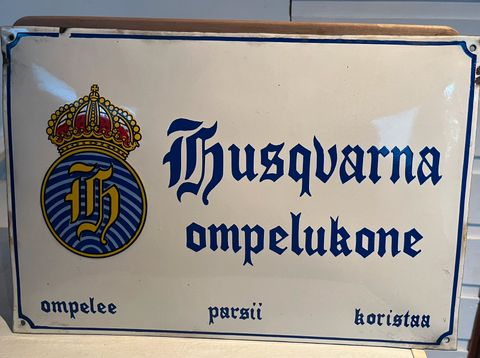 H
Husqvarna
ompelukone
ompelee parsii koristaa